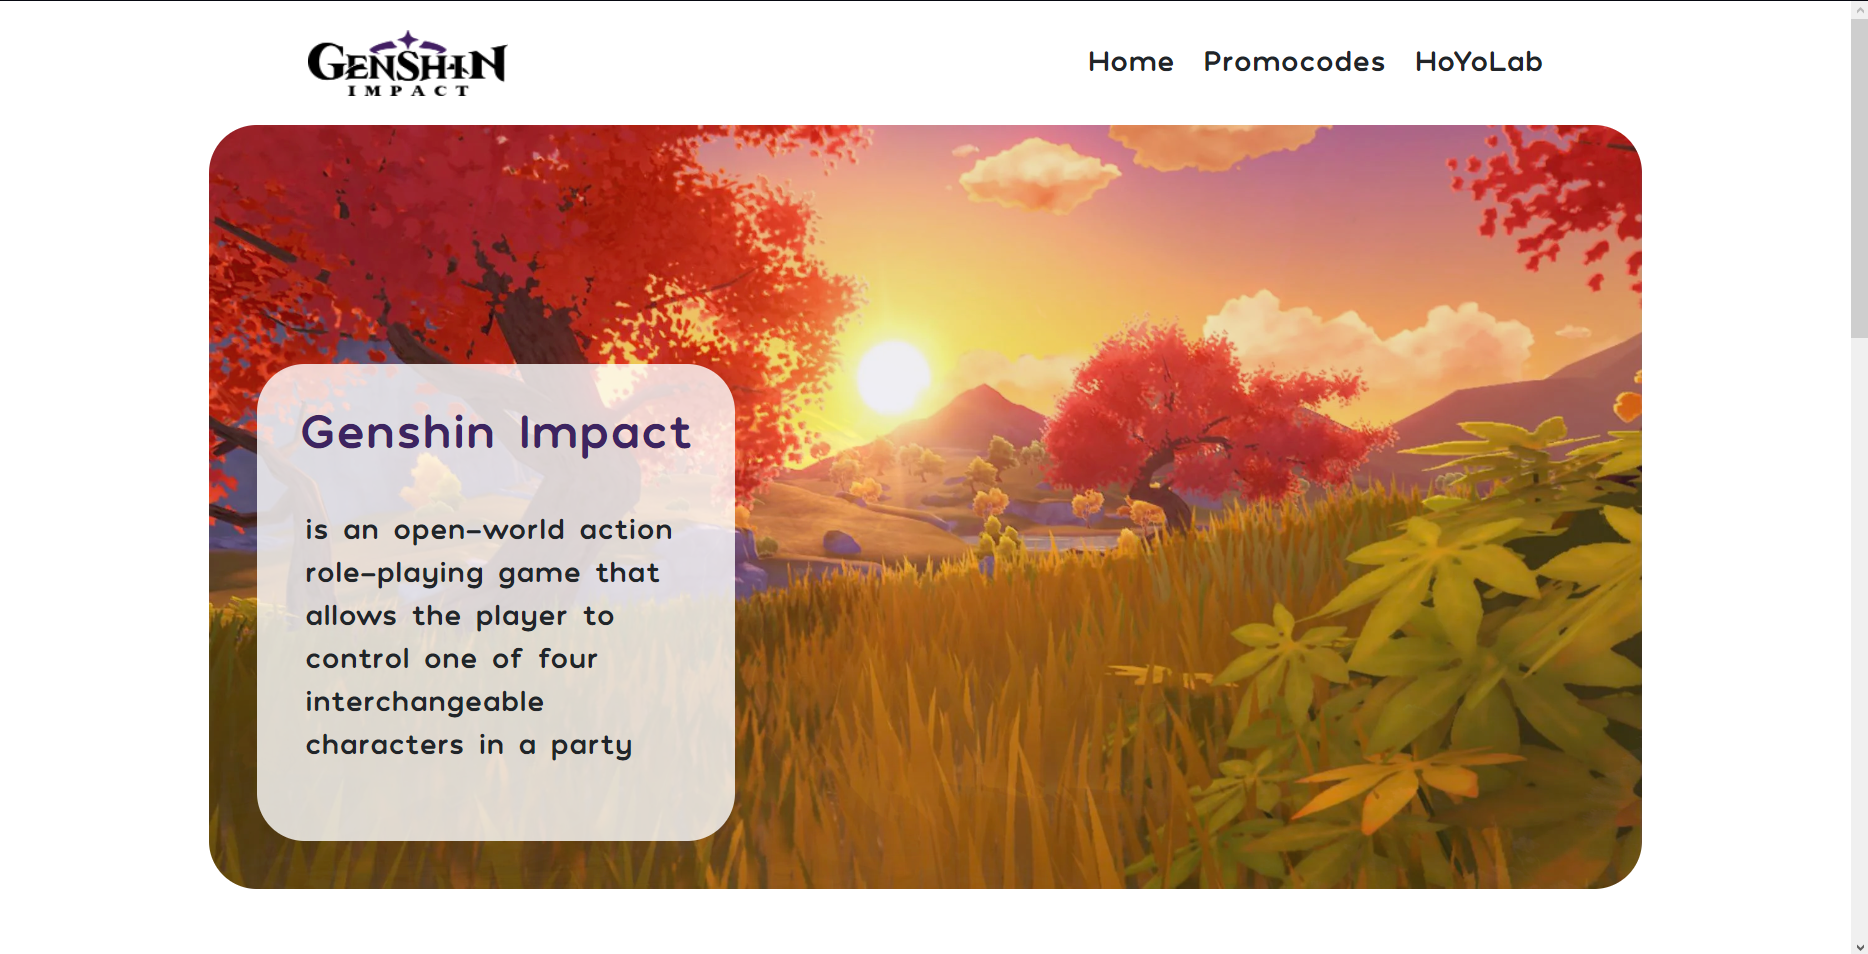 GENSHIN
IMPACT
Home Promocodes HoYoLab
Genshin Impact
is an open-world action
role-playing game that
allows the player to
control one of four
interchangeable
characters in a party